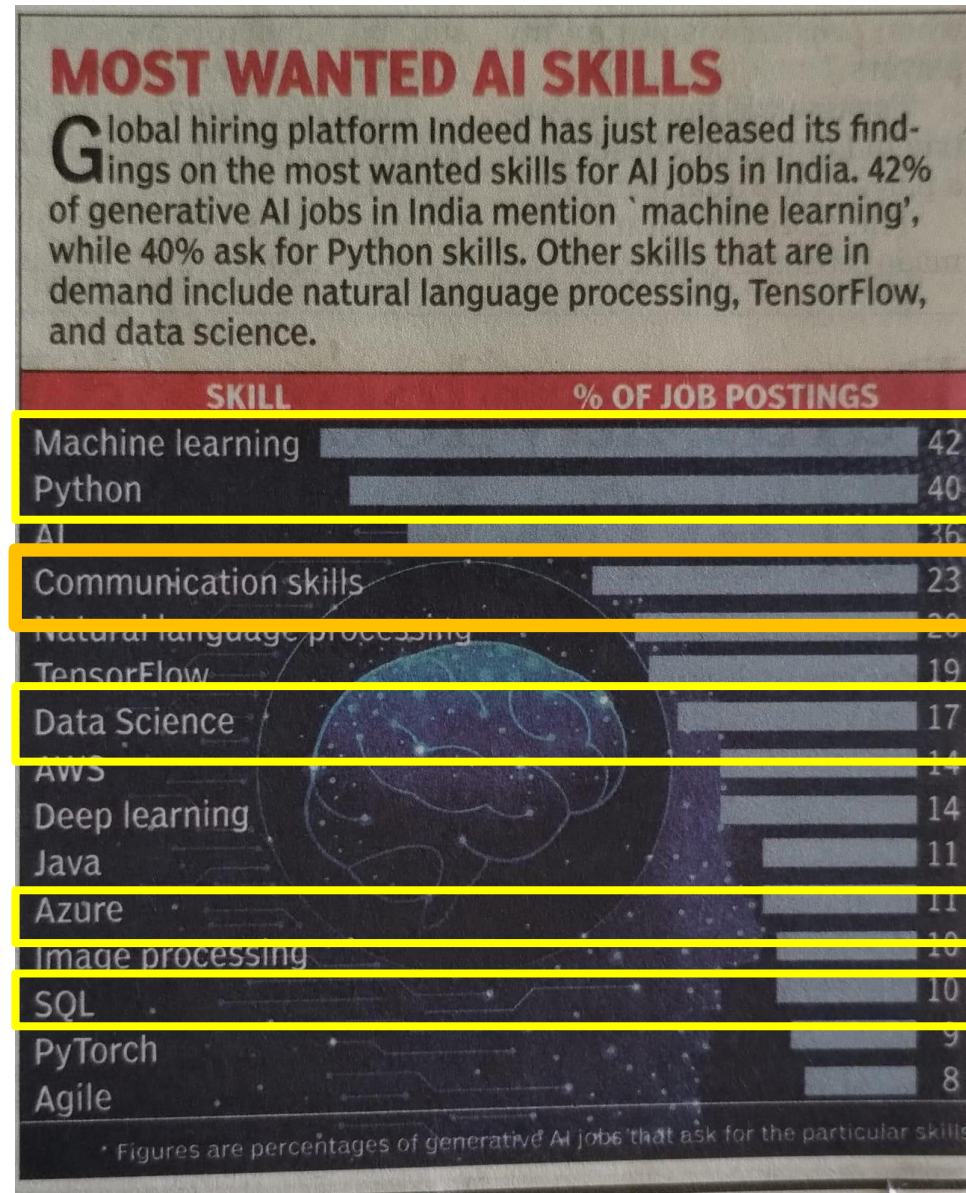 MOST WANTED AI SKILLS
Global hiring platform Indeed has just released its find-
ings on the most wanted skills for AI jobs in India. 42%
of generative AI jobs in India mention `machine learning',
while 40% ask for Python skills. Other skills that are in
demand include natural language processing, TensorFlow,
and data science.
SKILL % OF JOB POSTINGS
Machine learning 42
Python 40
AI 36
Communication skills 23
Natural language processing 20
TensorFlow 19
Data Science 17
AWS 14
Deep learning 14
Java 11
Azure 11
Image processing 10
SQL 10
PyTorch 9
Agile 8
* Figures are percentages of generative AI jobs that ask for the particular skills